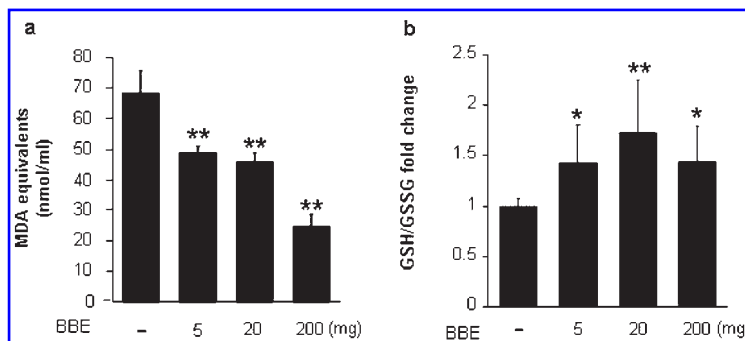 a
MDA equivalents
(nmol/ml)
80
70
60
50
40
30
20
10
0
**
**
**
BBE
– 5 20 200 (mg)
b
GSH/GSSG fold change
2.5
2
1.5
1
0.5
0
*
**
*
BBE
– 5 20 200 (mg)